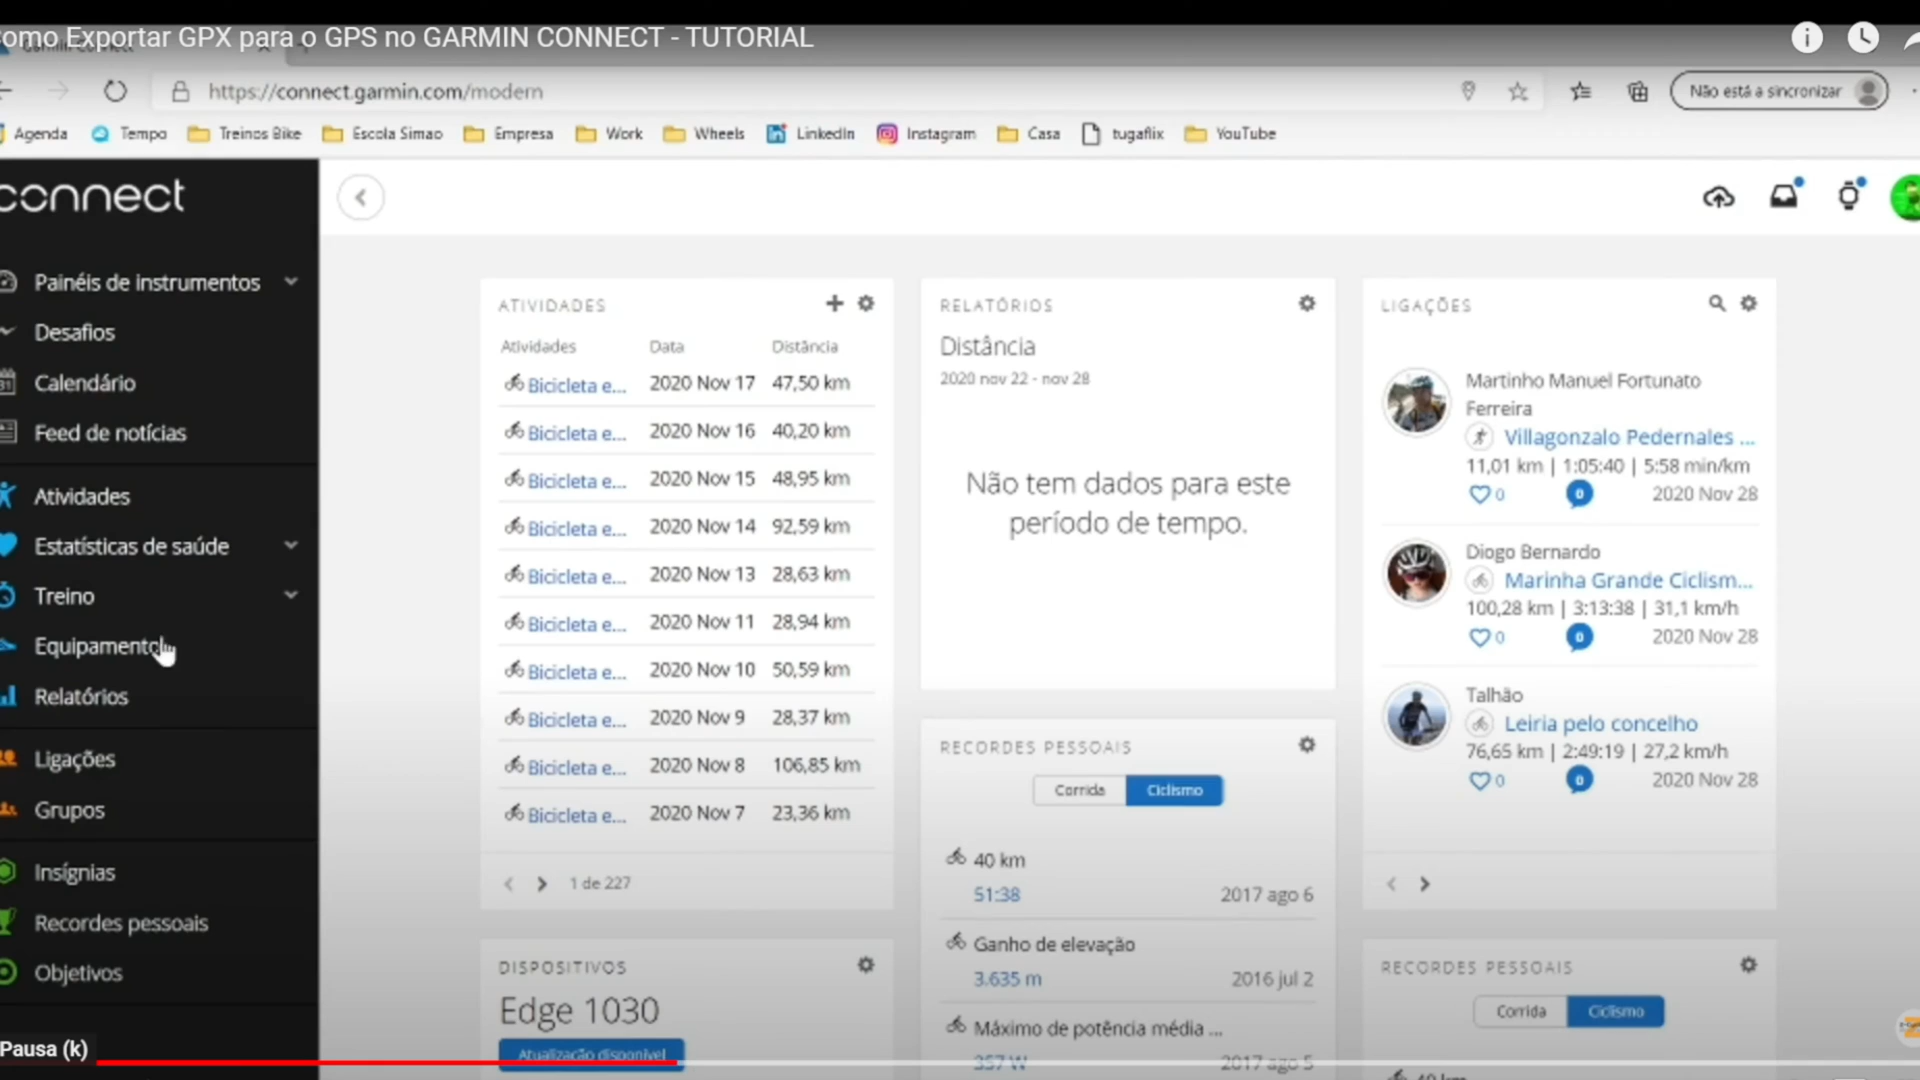 omo Exportar GPX para o GPS no GARMIN CONNECT - TUTORIAL
https://connect.garmin.com/modern
Não está a sincronizar
Agenda Tempo Treinos Bike Escola Simao Empresa Work Wheels LinkedIn Instagram Casa tugaflix YouTube
connect
Painéis de instrumentos
Desafios
Calendário
Feed de notícias
Atividades
Estatísticas de saúde
Treino
Equipamento
Relatórios
Ligações
Grupos
Insígnias
Recordes pessoais
Objetivos
Pausa (k)
ATIVIDADES
Atividades Data Distância
Bicicleta e... 2020 Nov 17 47,50 km
Bicicleta e... 2020 Nov 16 40,20 km
Bicicleta e... 2020 Nov 15 48,95 km
Bicicleta e... 2020 Nov 14 92,59 km
Bicicleta e... 2020 Nov 13 28,63 km
Bicicleta e... 2020 Nov 11 28,94 km
Bicicleta e... 2020 Nov 10 50,59 km
Bicicleta e... 2020 Nov 9 28,37 km
Bicicleta e... 2020 Nov 8 106,85 km
Bicicleta e... 2020 Nov 7 23,36 km
1 de 227
DISPOSITIVOS
Edge 1030
Atualização disponível
RELATÓRIOS
Distância
2020 nov 22 - nov 28
Não tem dados para este
período de tempo.
RECORDES PESSOAIS
Corrida Ciclismo
40 km
51:38 2017 ago 6
Ganho de elevação
3.635 m 2016 jul 2
Máximo de potência média ...
357 W 2017 ago 5
LIGAÇÕES
Martinho Manuel Fortunato
Ferreira
Villagonzalo Pedernales ...
11,01 km | 1:05:40 | 5:58 min/km
0 0 2020 Nov 28
Diogo Bernardo
Marinha Grande Ciclism...
100,28 km | 3:13:38 | 31,1 km/h
0 0 2020 Nov 28
Talhão
Leiria pelo concelho
76,65 km | 2:49:19 | 27,2 km/h
0 0 2020 Nov 28
RECORDES PESSOAIS
Corrida Ciclismo
40 km